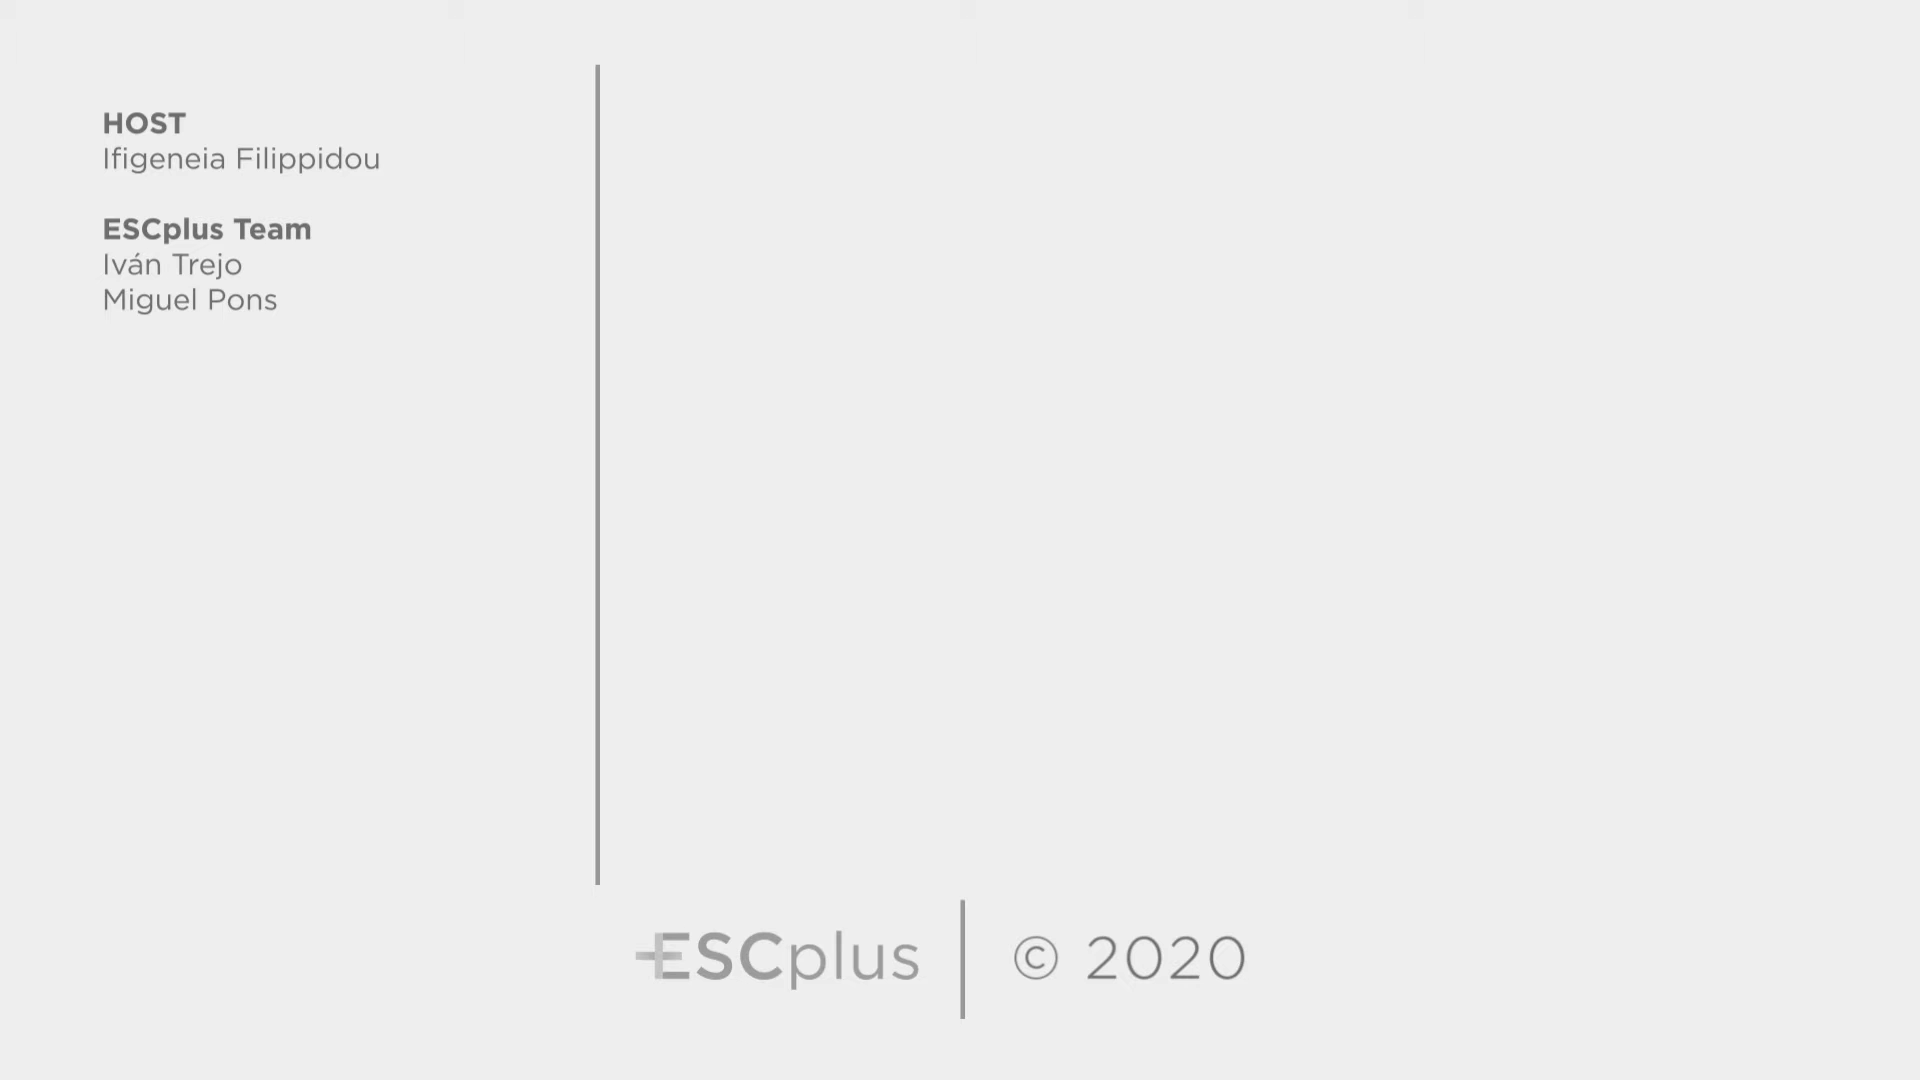 HOST
Ifigeneia Filippidou
ESCplus Team
Iván Trejo
Miguel Pons
ESCplus
© 2020